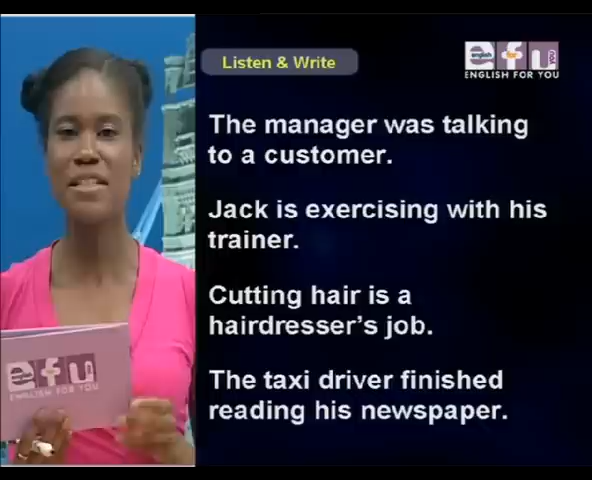 Listen & Write
efu
ENGLISH FOR YOU
The manager was talking
to a customer.
Jack is exercising with his
trainer.
Cutting hair is a
hairdresser's job.
The taxi driver finished
reading his newspaper.
efu
ENGLISH FOR YOU